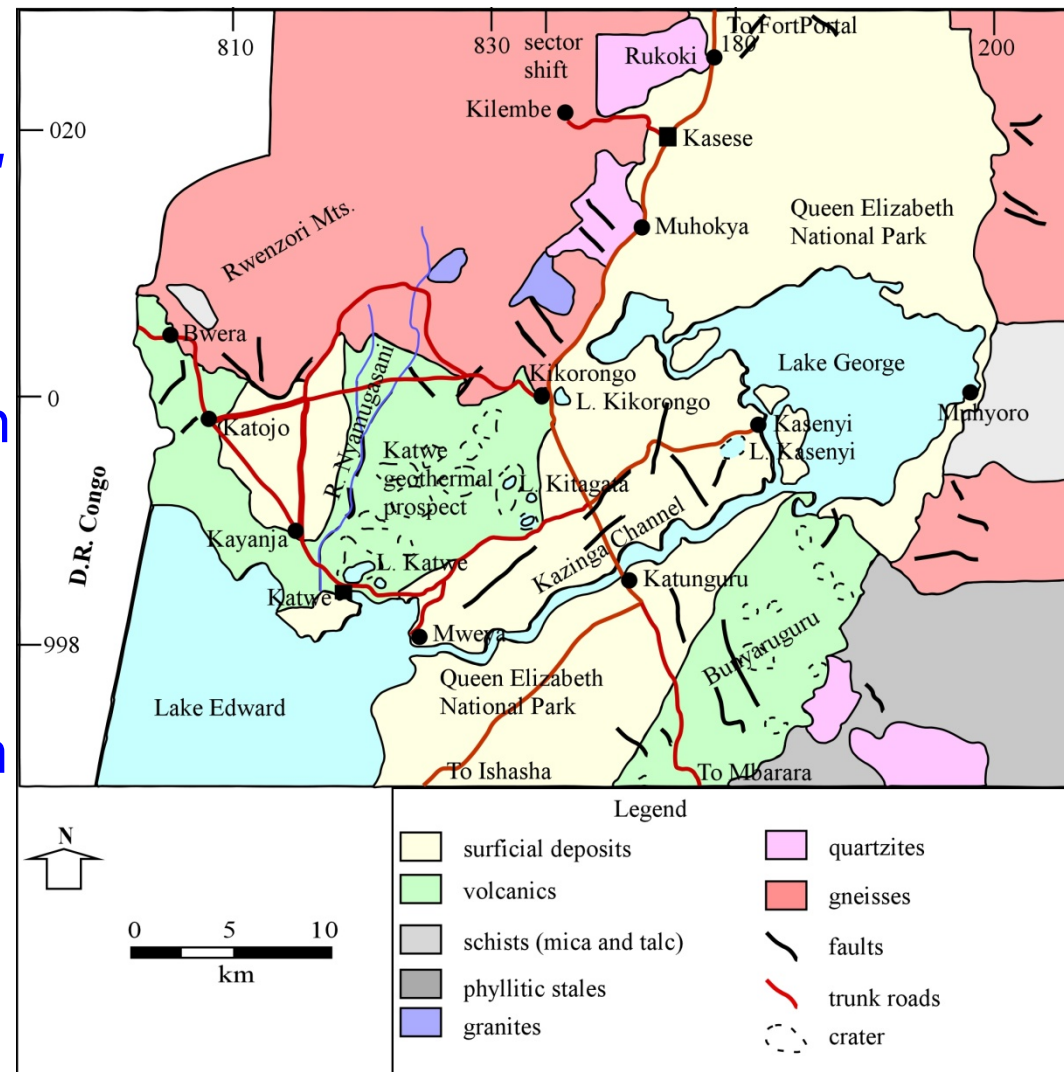 810
830
sector
shift
To FortPortal
180
200
Rukoki
Kilembe
020
Kasese
Rwenzori Mts.
Muhokya
Queen Elizabeth
National Park
Bwera
Lake George
Kikorongo
0
L. Kikorongo
Muhyoro
Katojo
R. Nyamugasani
Kasenyi
L. Kasenyi
Katwe
geothermal
prospect
L. Kitagata
D.R. Congo
Kayanja
Kazinga Channel
L. Katwe
Katunguru
Katwe
998
Mweya
Bunyaruguru
Queen Elizabeth
National Park
Lake Edward
To Ishasha
To Mbarara
Legend
N
surficial deposits
quartzites
volcanics
gneisses
0 5 10
km
schists (mica and talc)
faults
phyllitic stales
trunk roads
granites
crater